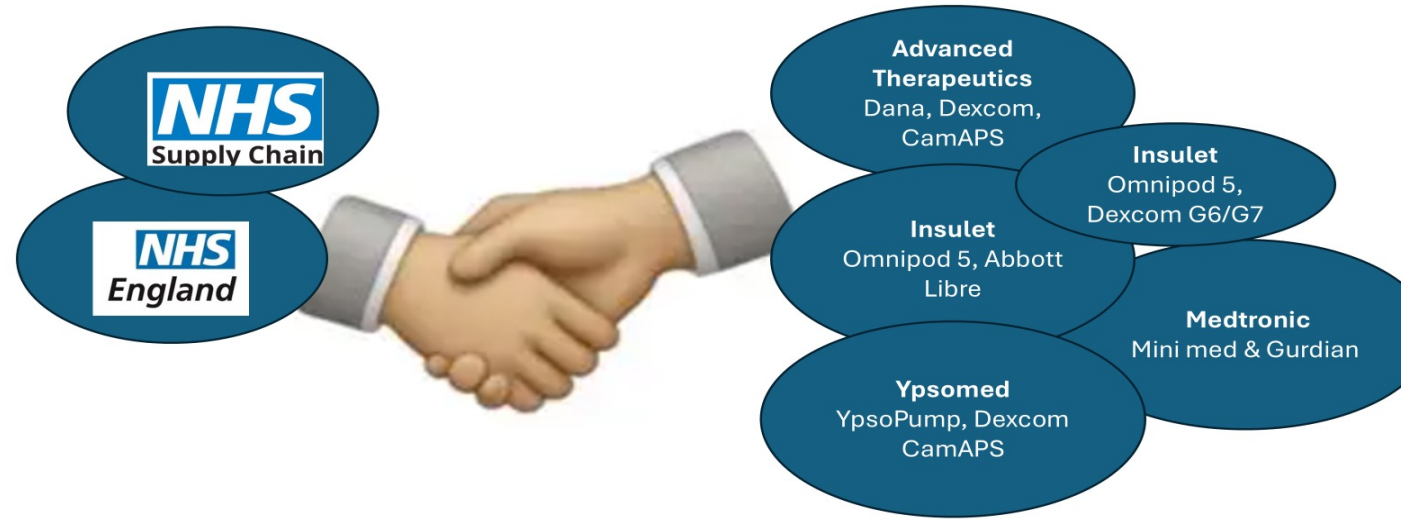 NHS
Supply Chain
NHS
England
Advanced
Therapeutics
Dana, Dexcom,
CamAPS
Insulet
Omnipod 5,
Dexcom G6/G7
Insulet
Omnipod 5, Abbott
Libre
Medtronic
Mini med & Gurdian
Ypsomed
YpsoPump, Dexcom
CamAPS